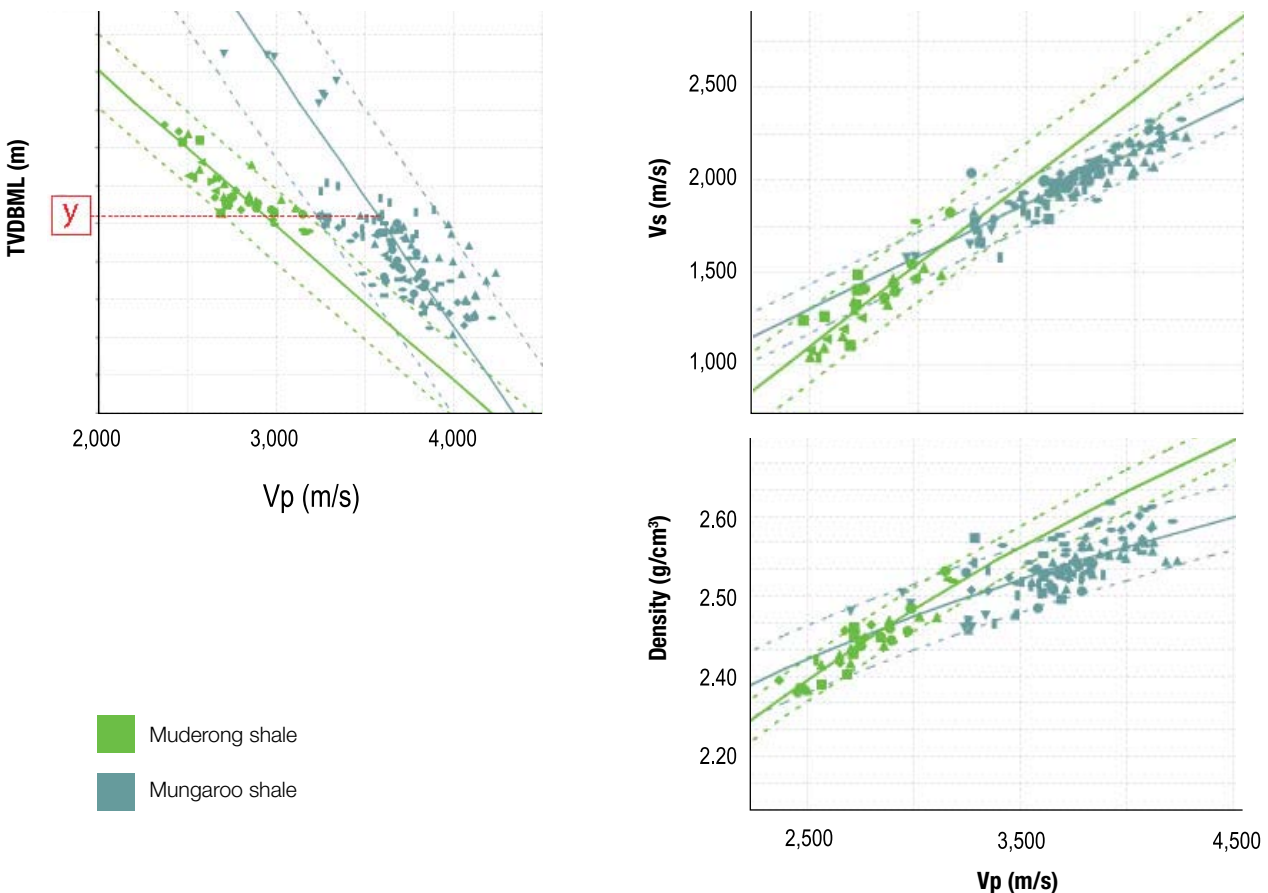 TVDBML (m)
y
2,000
3,000
4,000
Vp (m/s)
Vs (m/s)
2,500
2,000
1,500
1,000
Density (g/cm³)
2.60
2.50
2.40
2.20
2,500
3,500
4,500
Vp (m/s)
Muderong shale
Mungaroo shale